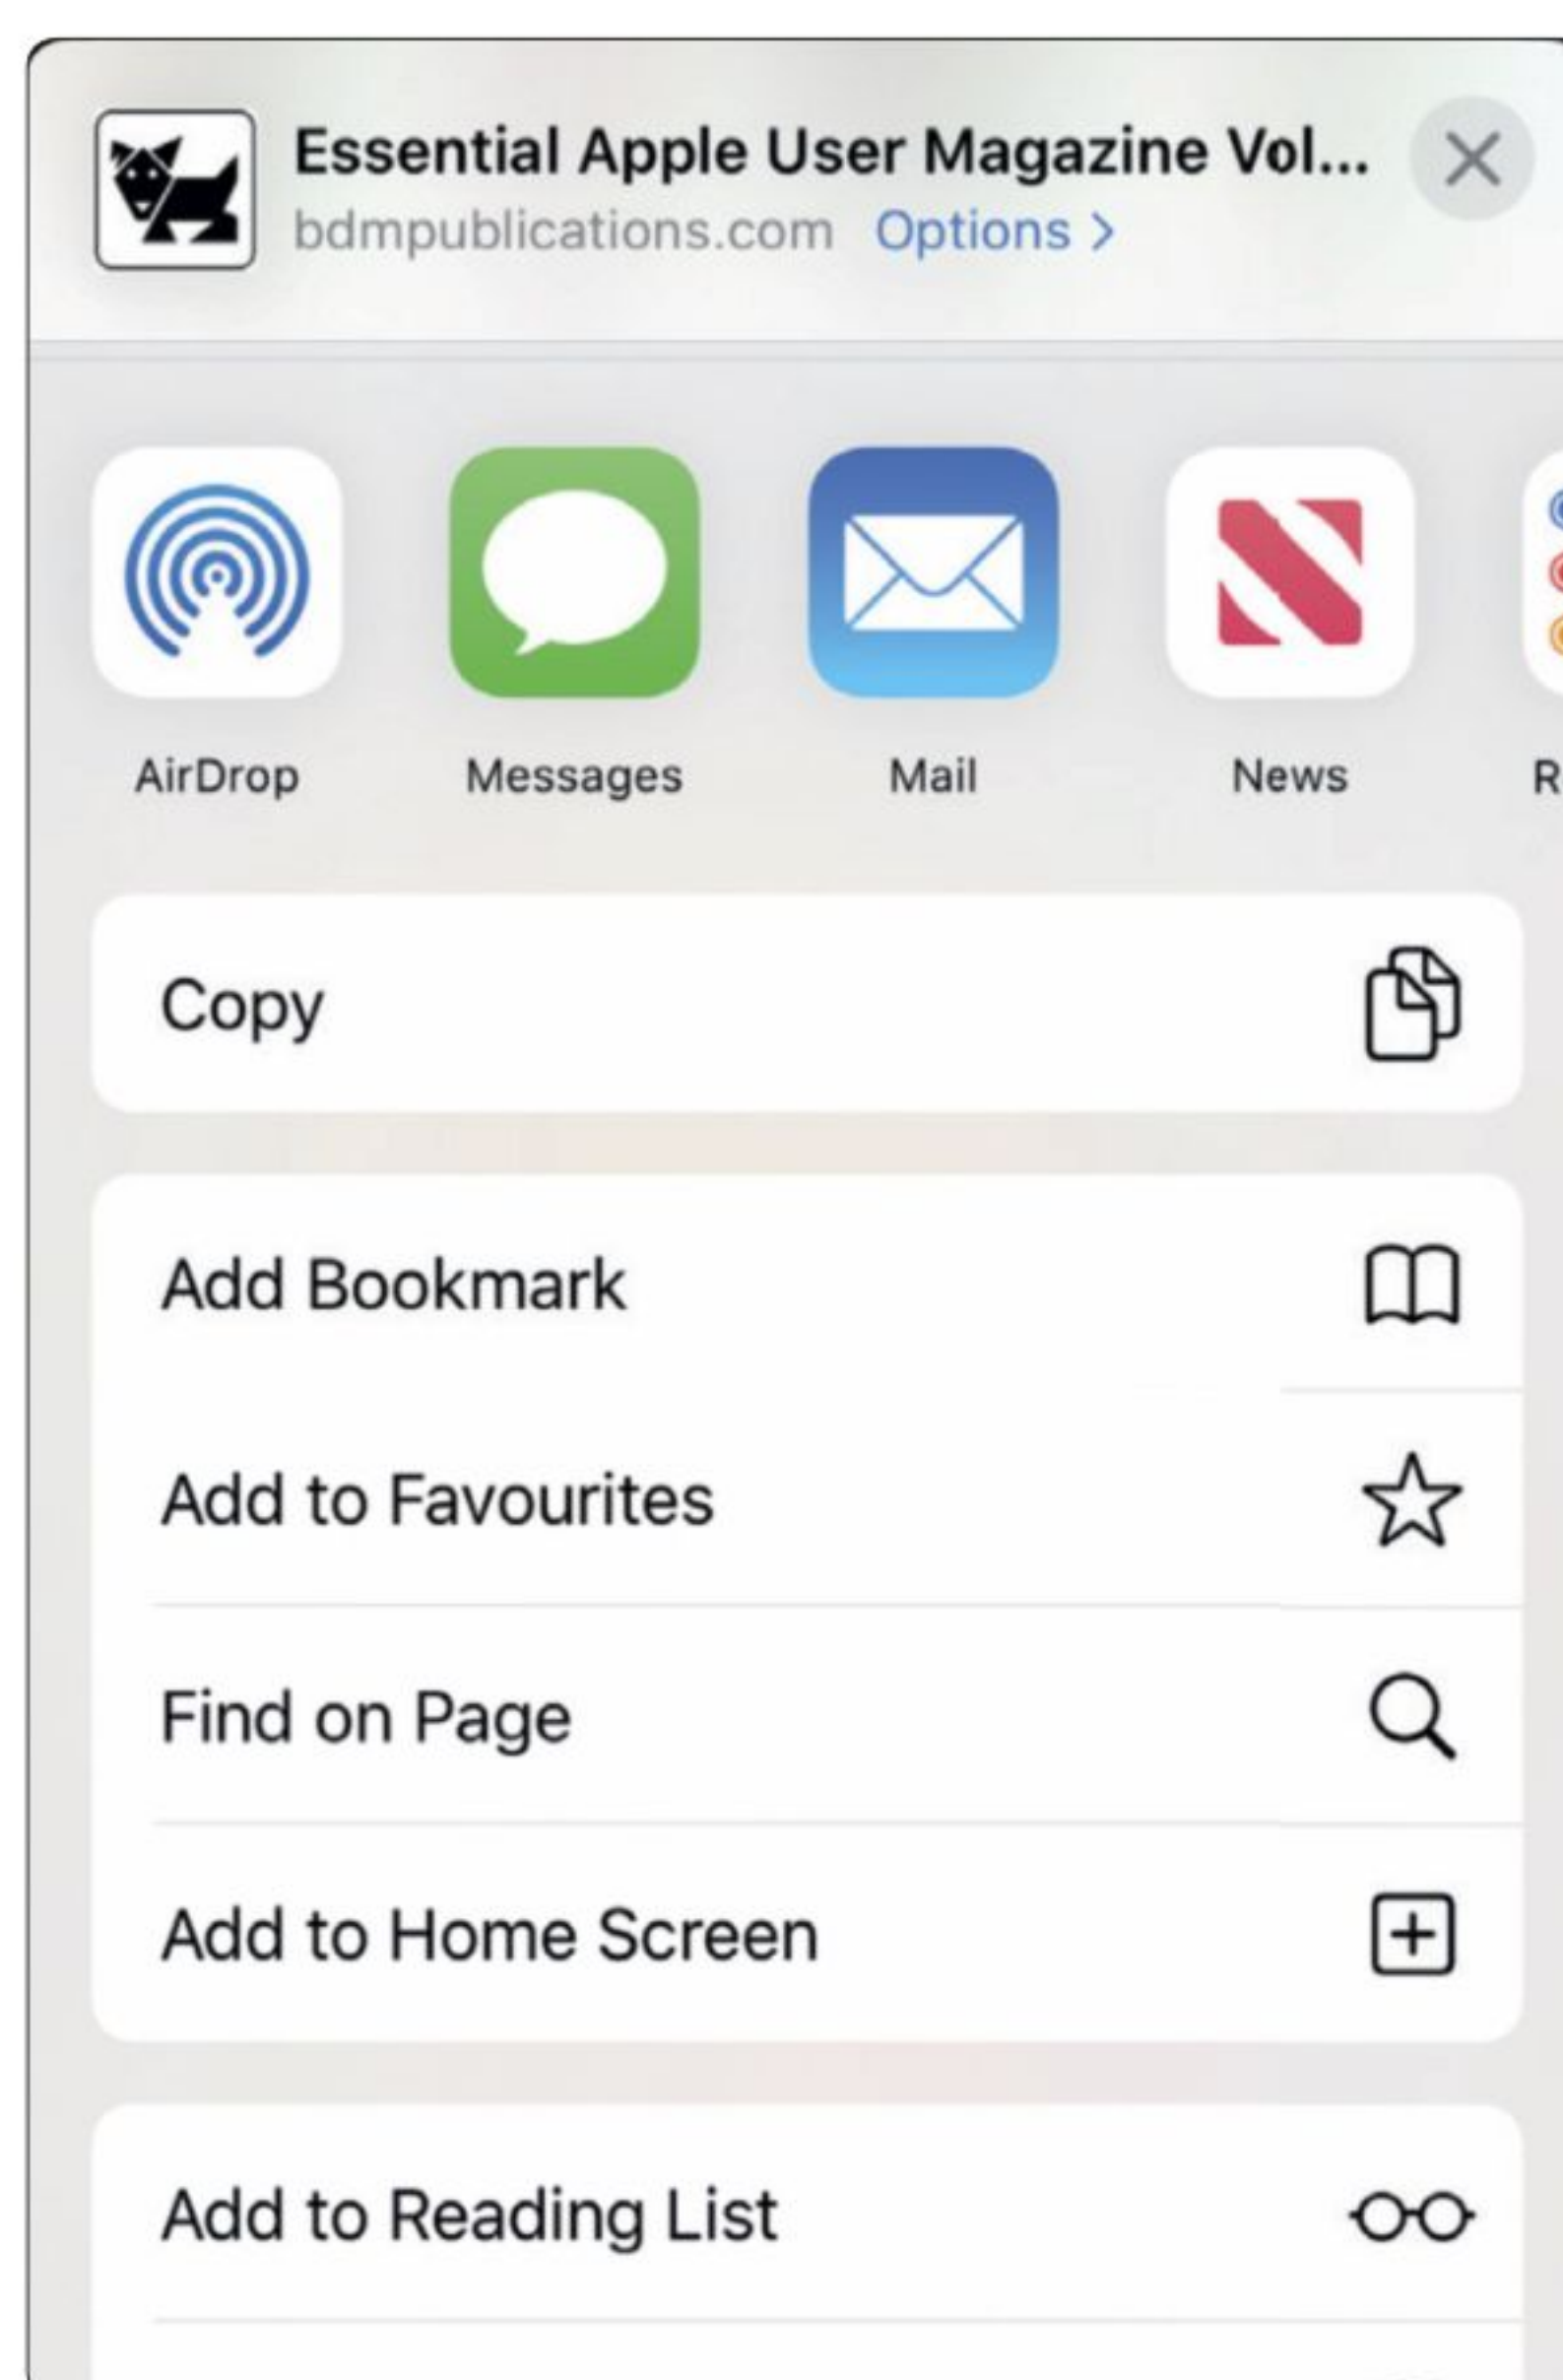 Essential Apple User Magazine Vol...
bdmpublications.com Options >
AirDrop Messages Mail News
Copy
Add Bookmark
Add to Favourites
Find on Page
Add to Home Screen
Add to Reading List